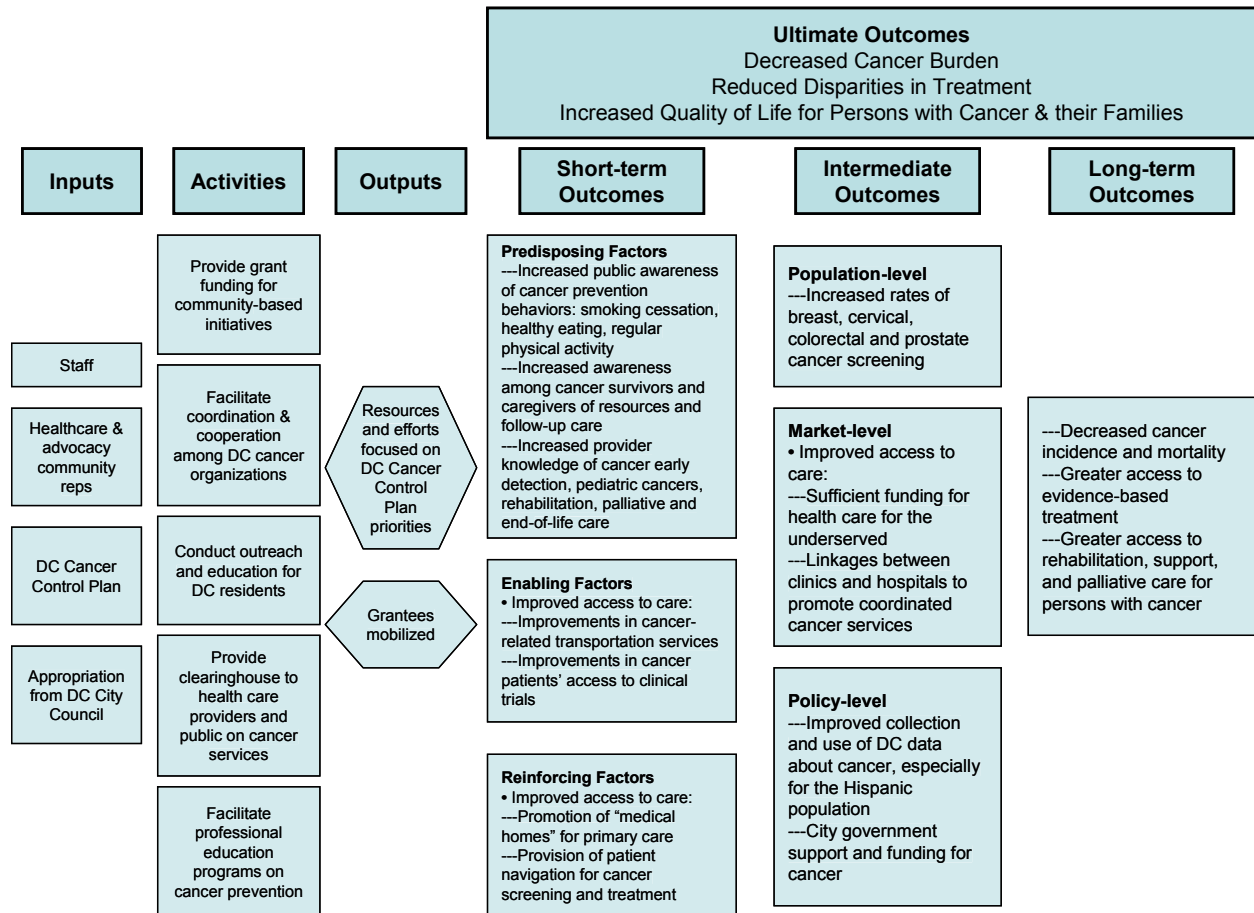 Ultimate Outcomes
Decreased Cancer Burden
Reduced Disparities in Treatment
Increased Quality of Life for Persons with Cancer & their Families
Inputs
Activities
Outputs
Short-term
Outcomes
Intermediate
Outcomes
Long-term
Outcomes
Staff
Healthcare &
advocacy
community
reps
DC Cancer
Control Plan
Appropriation
from DC City
Council
Provide grant
funding for
community-based
initiatives
Facilitate
coordination &
cooperation
among DC cancer
organizations
Conduct outreach
and education for
DC residents
Provide
clearinghouse to
health care
providers and
public on cancer
services
Facilitate
professional
education
programs on
cancer prevention
Resources
and efforts
focused on
DC Cancer
Control
Plan
priorities
Grantees
mobilized
Predisposing Factors
---Increased public awareness
of cancer prevention
behaviors: smoking cessation,
healthy eating, regular
physical activity
---Increased awareness
among cancer survivors and
caregivers of resources and
follow-up care
---Increased provider
knowledge of cancer early
detection, pediatric cancers,
rehabilitation, palliative and
end-of-life care
Enabling Factors
• Improved access to care:
---Improvements in cancer-
related transportation services
---Improvements in cancer
patients’ access to clinical
trials
Reinforcing Factors
• Improved access to care:
---Promotion of “medical
homes” for primary care
---Provision of patient
navigation for cancer
screening and treatment
Population-level
---Increased rates of
breast, cervical,
colorectal and prostate
cancer screening
Market-level
• Improved access to
care:
---Sufficient funding for
health care for the
underserved
---Linkages between
clinics and hospitals to
promote coordinated
cancer services
Policy-level
---Improved collection
and use of DC data
about cancer, especially
for the Hispanic
population
---City government
support and funding for
cancer
---Decreased cancer
incidence and mortality
---Greater access to
evidence-based
treatment
---Greater access to
rehabilitation, support,
and palliative care for
persons with cancer